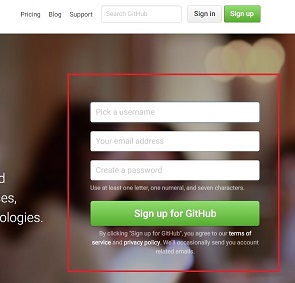 Pricing Blog Support Search GitHub Sign in Sign up
Pick a username
Your email address
d
Create a password
es,
Use at least one letter, one numeral, and seven characters.
ologies.
Sign up for GitHub
By clicking "Sign up for GitHub", you agree to our terms of
service and privacy policy. We'll occasionally send you account
related emails.